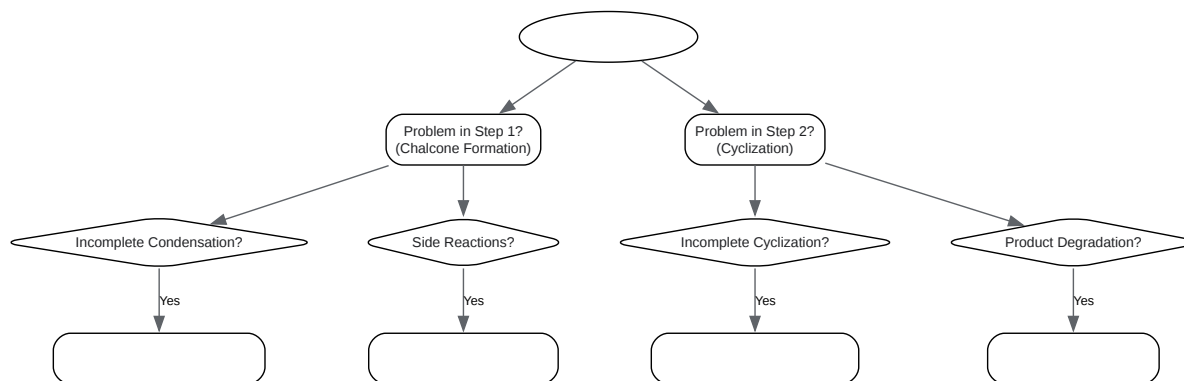 Problem in Step 1?
(Chalcone Formation)
Problem in Step 2?
(Cyclization)
Incomplete Condensation?
Side Reactions?
Incomplete Cyclization?
Product Degradation?
Yes
Yes
Yes
Yes